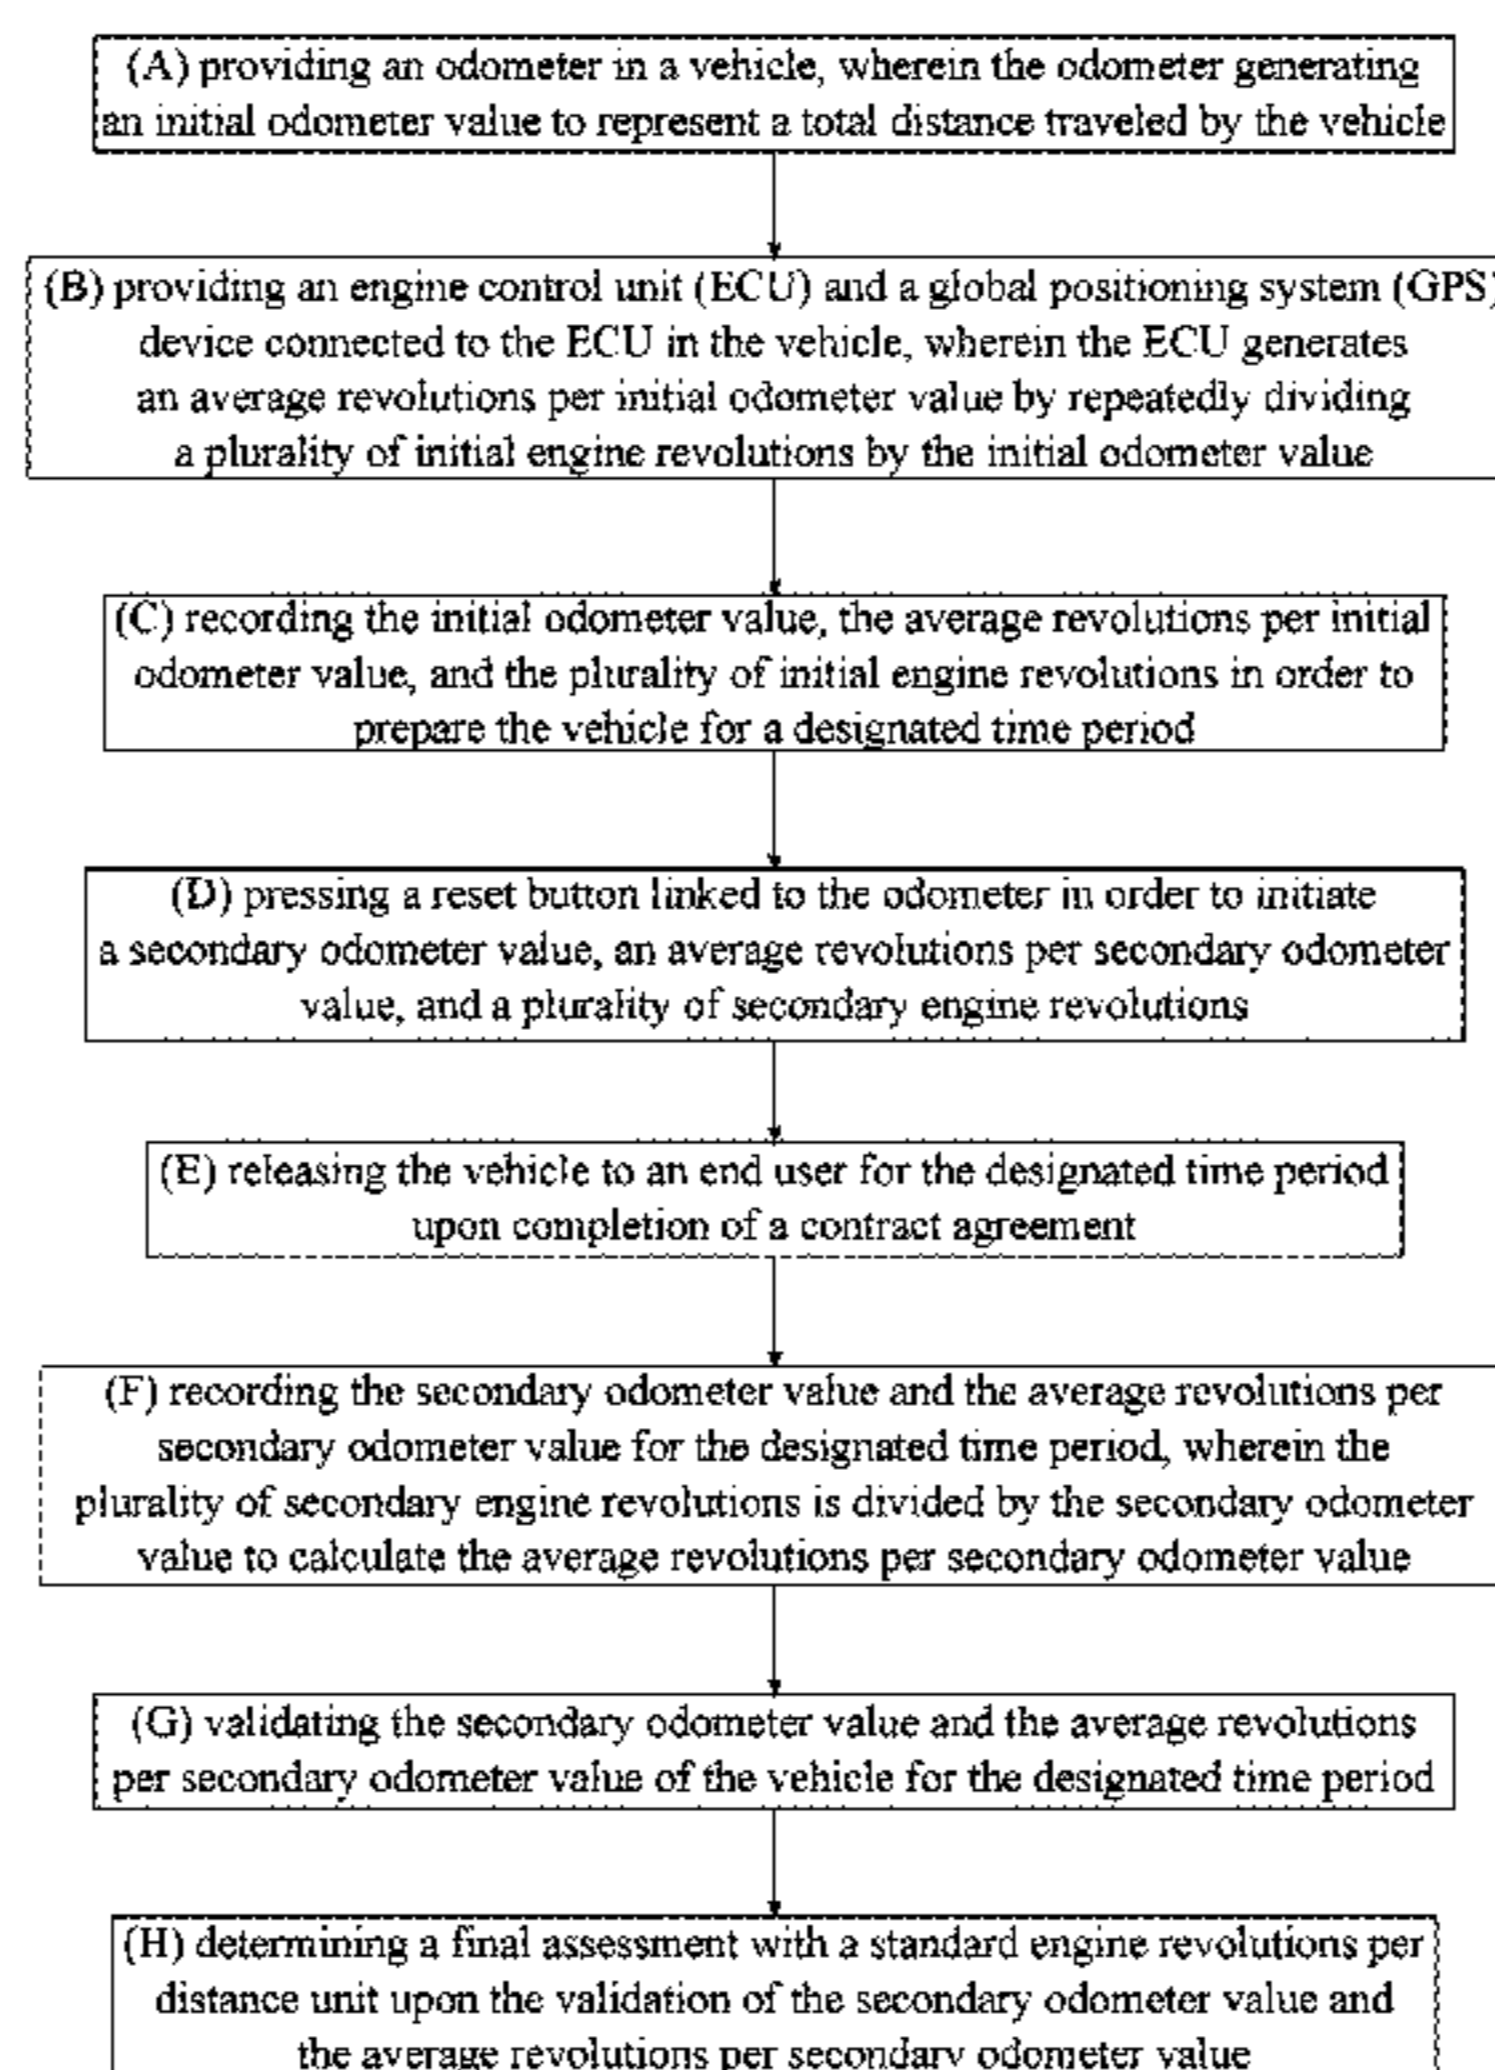 (A) providing an odometer in a vehicle, wherein the odometer generating
an initial odometer value to represent a total distance traveled by the vehicle
(B) providing an engine control unit (ECU) and a global positioning system (GPS)
device connected to the ECU in the vehicle, wherein the ECU generates
an average revolutions per initial odometer value by repeatedly dividing
a plurality of initial engine revolutions by the initial odometer value
(C) recording the initial odometer value, the average revolutions per initial
odometer value, and the plurality of initial engine revolutions in order to
prepare the vehicle for a designated time period
(D) pressing a reset button linked to the odometer in order to initiate
a secondary odometer value, an average revolutions per secondary odometer
value, and a plurality of secondary engine revolutions
(E) releasing the vehicle to an end user for the designated time period
upon completion of a contract agreement
(F) recording the secondary odometer value and the average revolutions per
secondary odometer value for the designated time period, wherein the
plurality of secondary engine revolutions is divided by the secondary odometer
value to calculate the average revolutions per secondary odometer value
(G) validating the secondary odometer value and the average revolutions
per secondary odometer value of the vehicle for the designated time period
(H) determining a final assessment with a standard engine revolutions per
distance unit upon the validation of the secondary odometer value and
the average revolutions per secondary odometer value